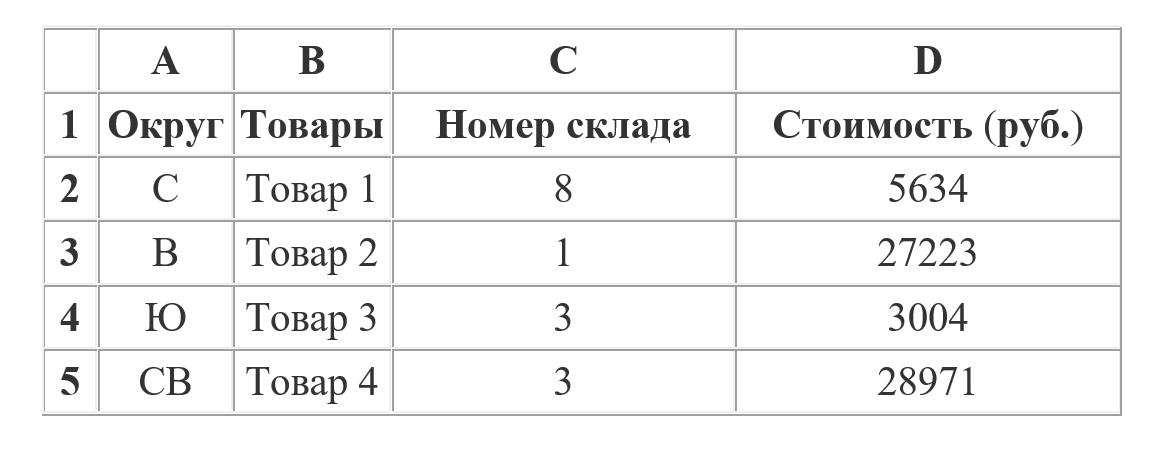 A B C D
1 Округ Товары Номер склада Стоимость (руб.)
2 С Товар 1 8 5634
3 В Товар 2 1 27223
4 Ю Товар 3 3 3004
5 СВ Товар 4 3 28971